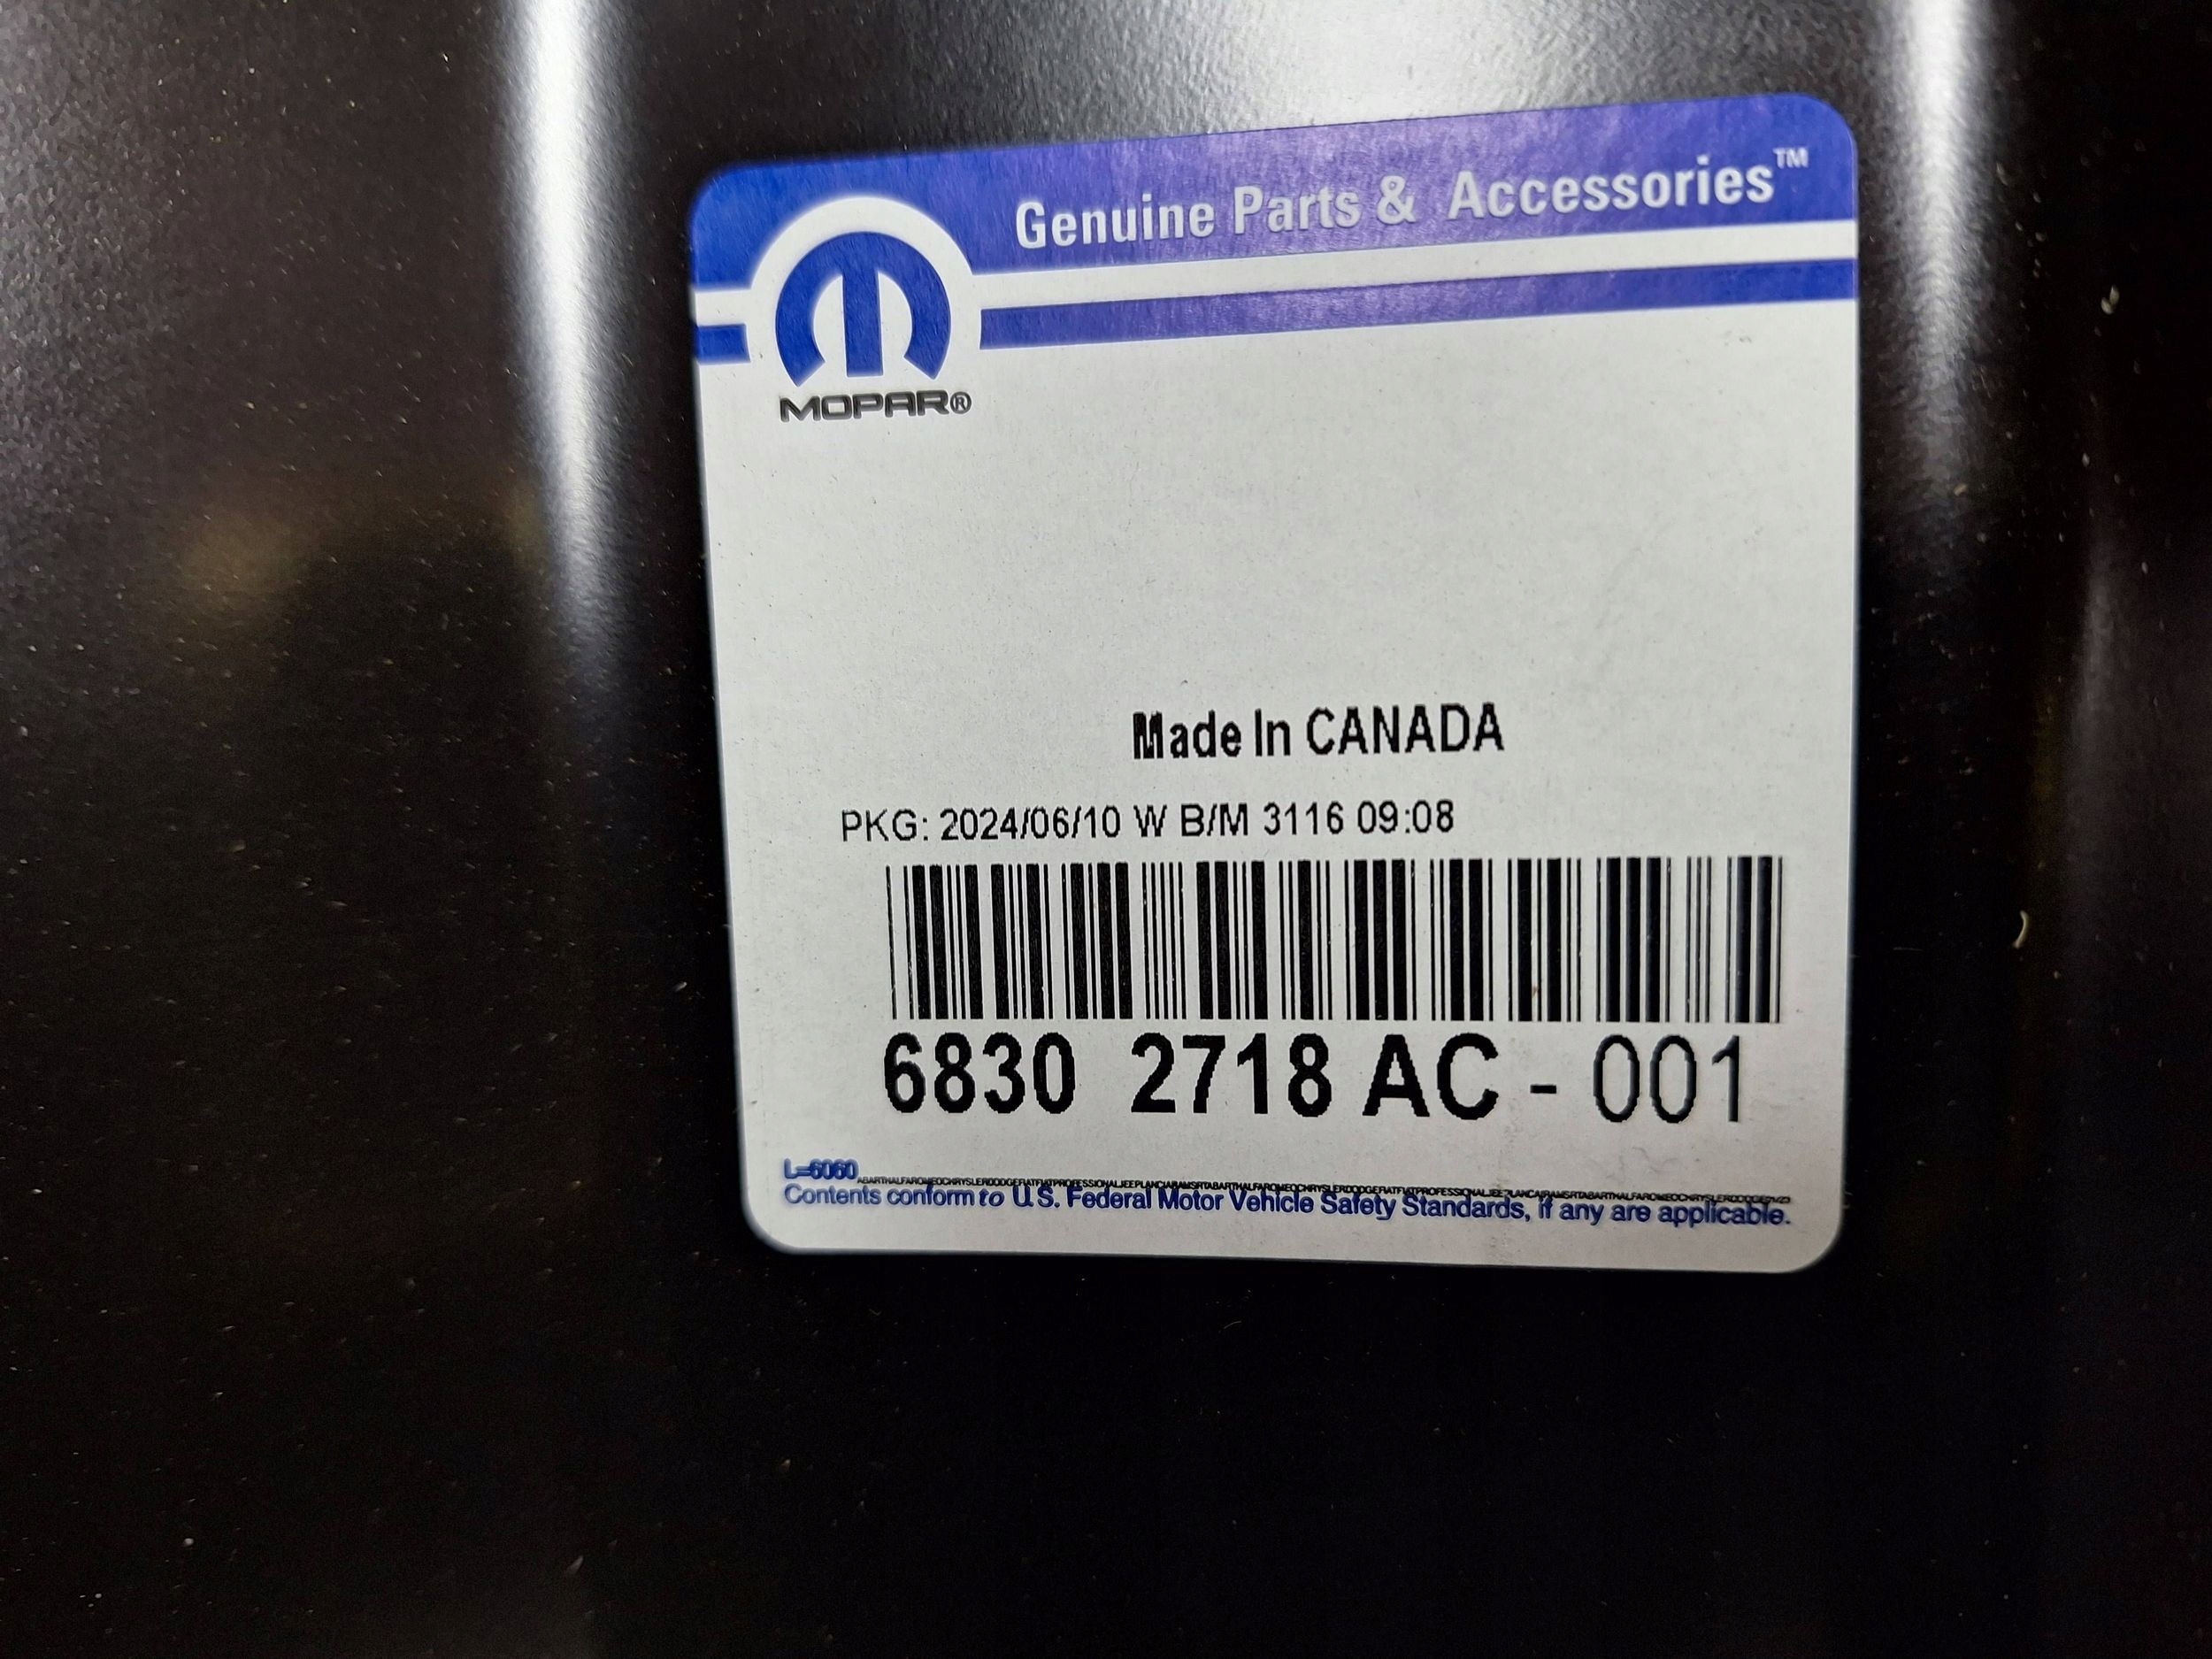 Genuine Parts & Accessories™
MOPAR®
Made In CANADA
PKG: 2024/06/10 W B/M 3116 09:08
6830 2718 AC - 001
L=6060
Contents conform to U.S. Federal Motor Vehicle Safety Standards, if any are applicable.